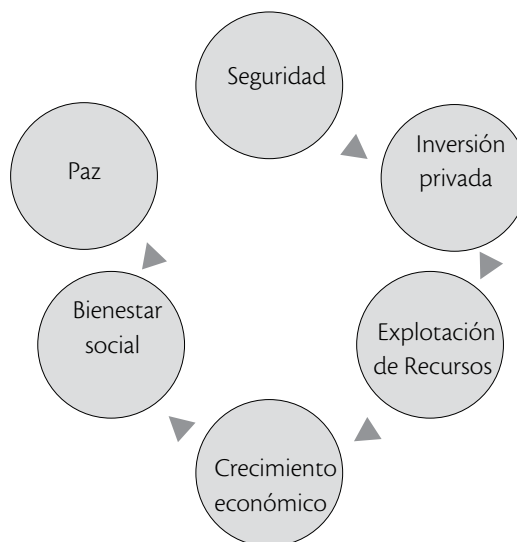 Seguridad
Inversión
privada
Explotación
de Recursos
Crecimiento
económico
Bienestar
social
Paz